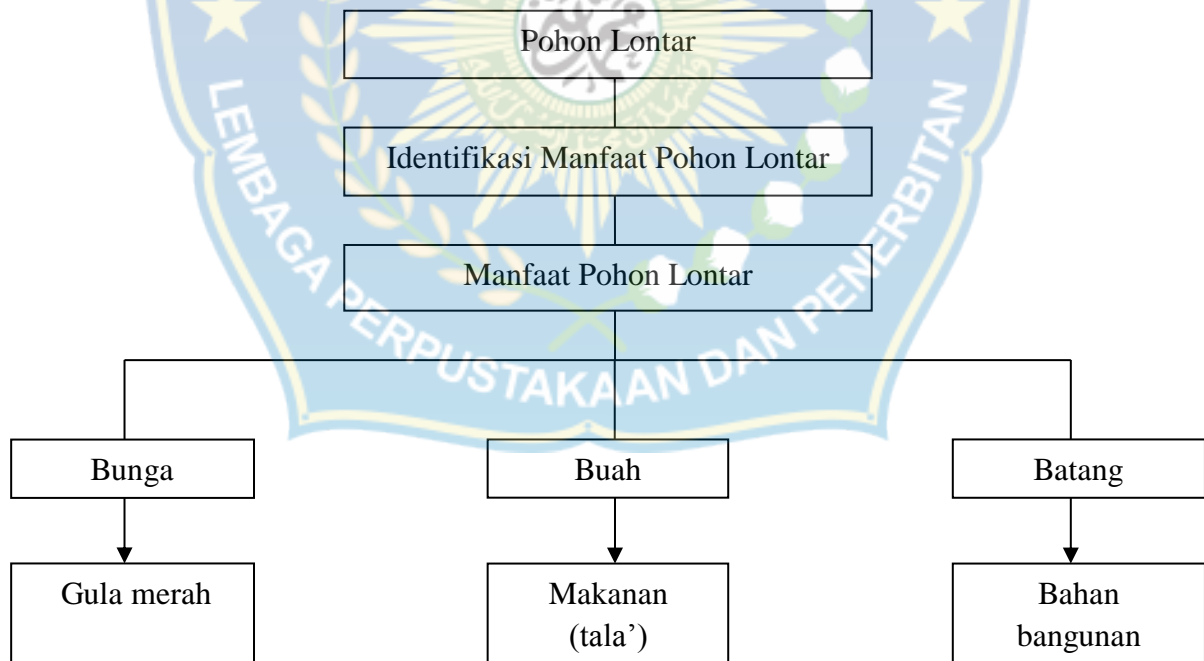 Pohon Lontar
Identifikasi Manfaat Pohon Lontar
Manfaat Pohon Lontar
LEMBAGA PERPUSTAKAAN DAN PENERBITAN
Bunga
Buah
Batang
Gula merah
Makanan
(tala’)
Bahan
bangunan